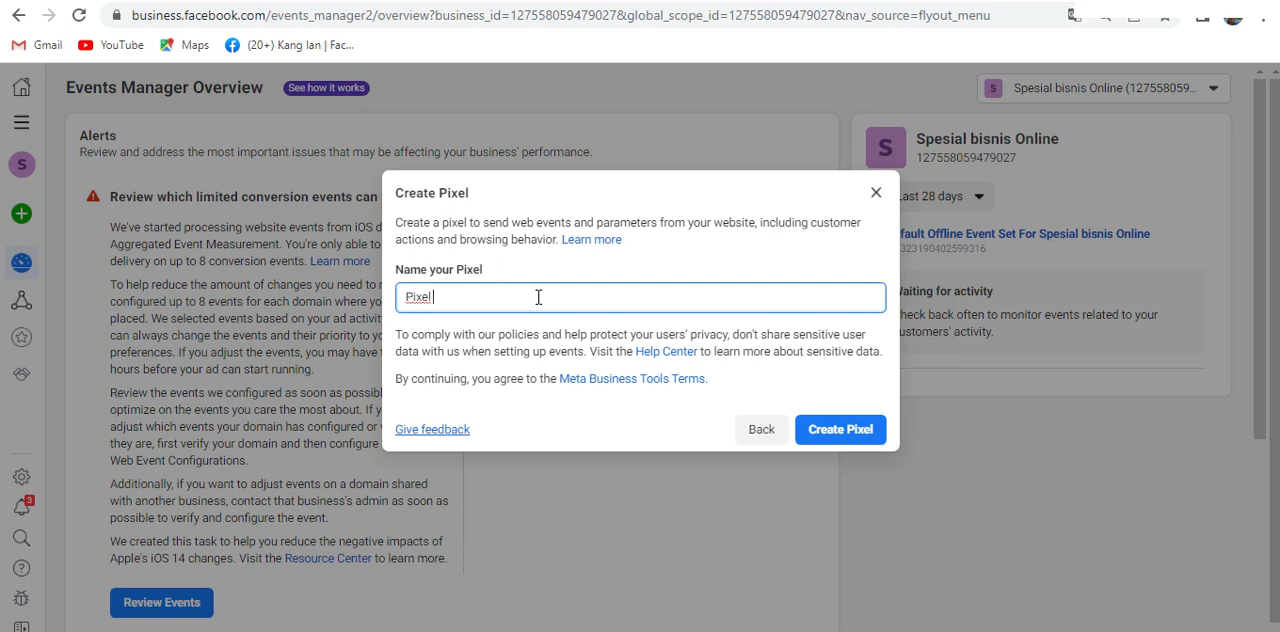 business.facebook.com/events_manager2/overview?business_id=127558059479027&global_scope_id=127558059479027&nav_source=flyout_menu
Gmail YouTube Maps (20+) Kang Ian | Fac...
Events Manager Overview See how it works
S Spesial bisnis Online (127558059...
Alerts
Review and address the most important issues that may be affecting your business' performance.
S
Spesial bisnis Online
127558059479027
S
Review which limited conversion events can
Last 28 days
We've started processing website events from iOS d
Aggregated Event Measurement. You're only able to
delivery on up to 8 conversion events. Learn more
To help reduce the amount of changes you need to
configured up to 8 events for each domain where yo
placed. We selected events based on your ad activit
can always change the events and their priority to yo
preferences. If you adjust the events, you may have
hours before your ad can start running.
Review the events we configured as soon as possibl
optimize on the events you care the most about. If y
adjust which events your domain has configured or
they are, first verify your domain and then configure
Web Event Configurations.
Additionally, if you want to adjust events on a domain shared
with another business, contact that business's admin as soon as
possible to verify and configure the event.
We created this task to help you reduce the negative impacts of
Apple's iOS 14 changes. Visit the Resource Center to learn more.
Review Events
3
Create Pixel
Create a pixel to send web events and parameters from your website, including customer
actions and browsing behavior. Learn more
Name your Pixel
Pixel
To comply with our policies and help protect your users' privacy, don't share sensitive user
data with us when setting up events. Visit the Help Center to learn more about sensitive data.
By continuing, you agree to the Meta Business Tools Terms.
Give feedback Back Create Pixel
fault Offline Event Set For Spesial bisnis Online
323190402599316
Waiting for activity
heck back often to monitor events related to your
ustomers' activity.